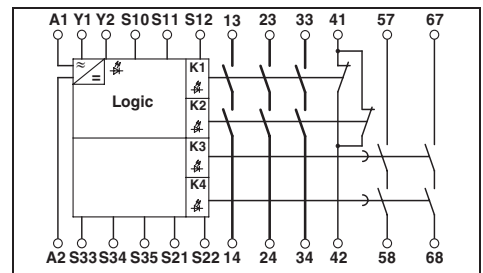 A1 Y1 Y2 S10 S11 S12 13 23 33 41 57 67
K1
Logic
K2
K3
K4
A2 S33 S34 S35 S21 S22 14 24 34 42 58 68